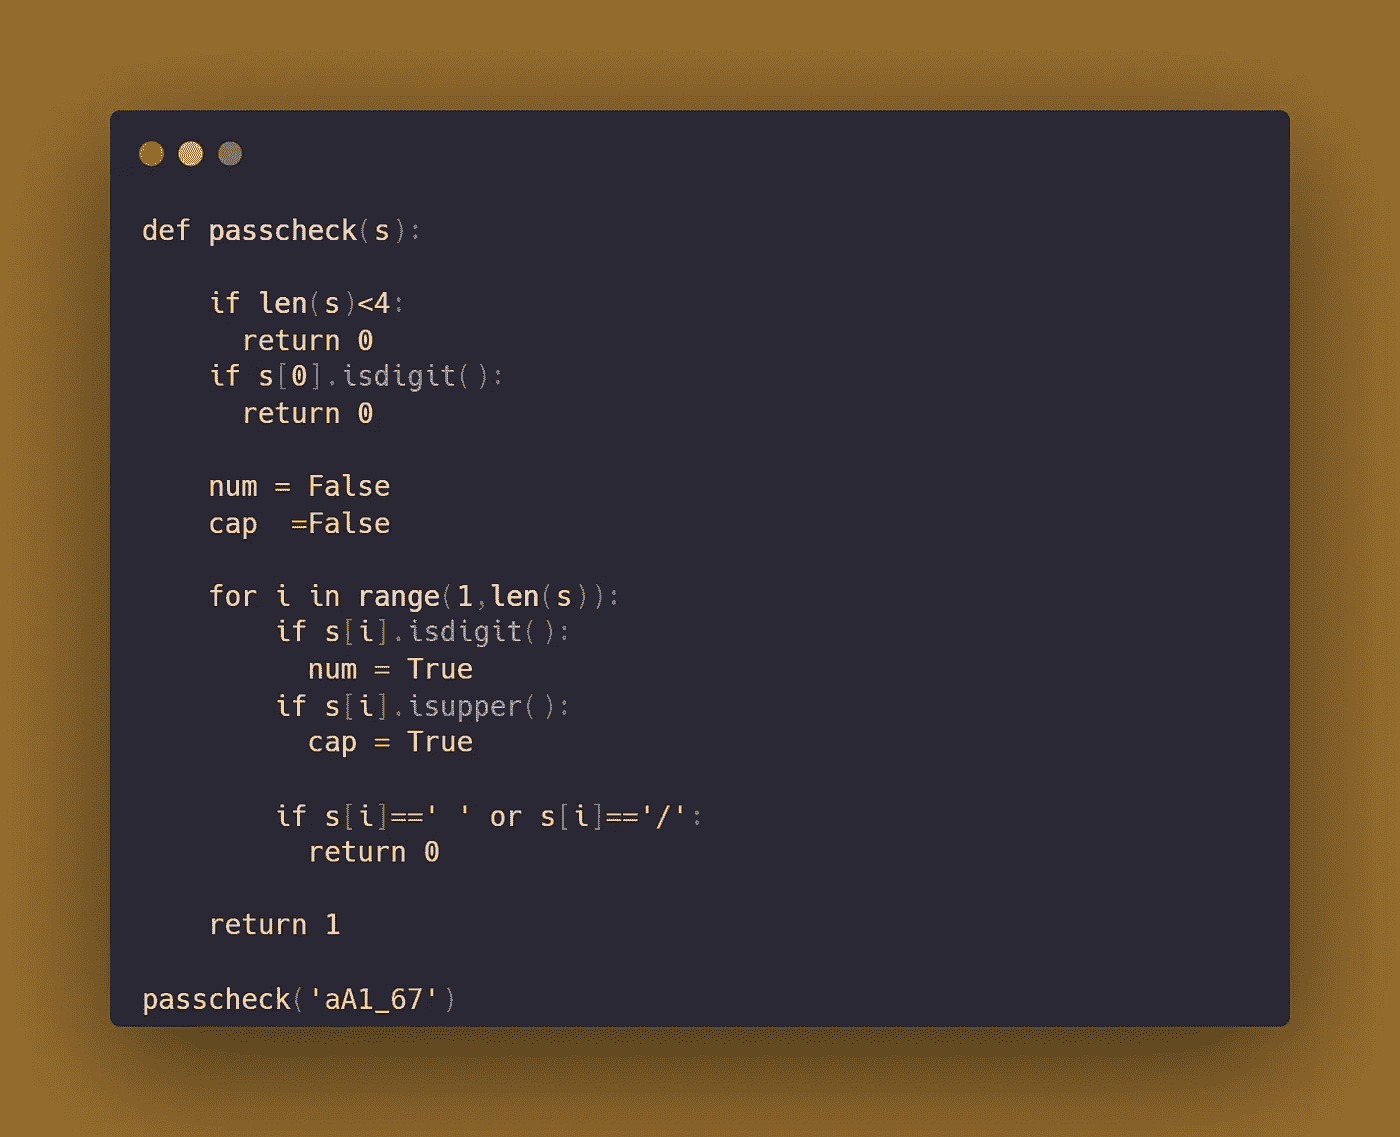 def passcheck(s):
    if len(s)<4:
      return 0
    if s[0].isdigit():
      return 0
    num = False
    cap  =False
    for i in range(1,len(s)):
        if s[i].isdigit():
          num = True
        if s[i].isupper():
          cap = True
        if s[i]==' ' or s[i]=='/':
          return 0
    return 1
passcheck('aA1_67')